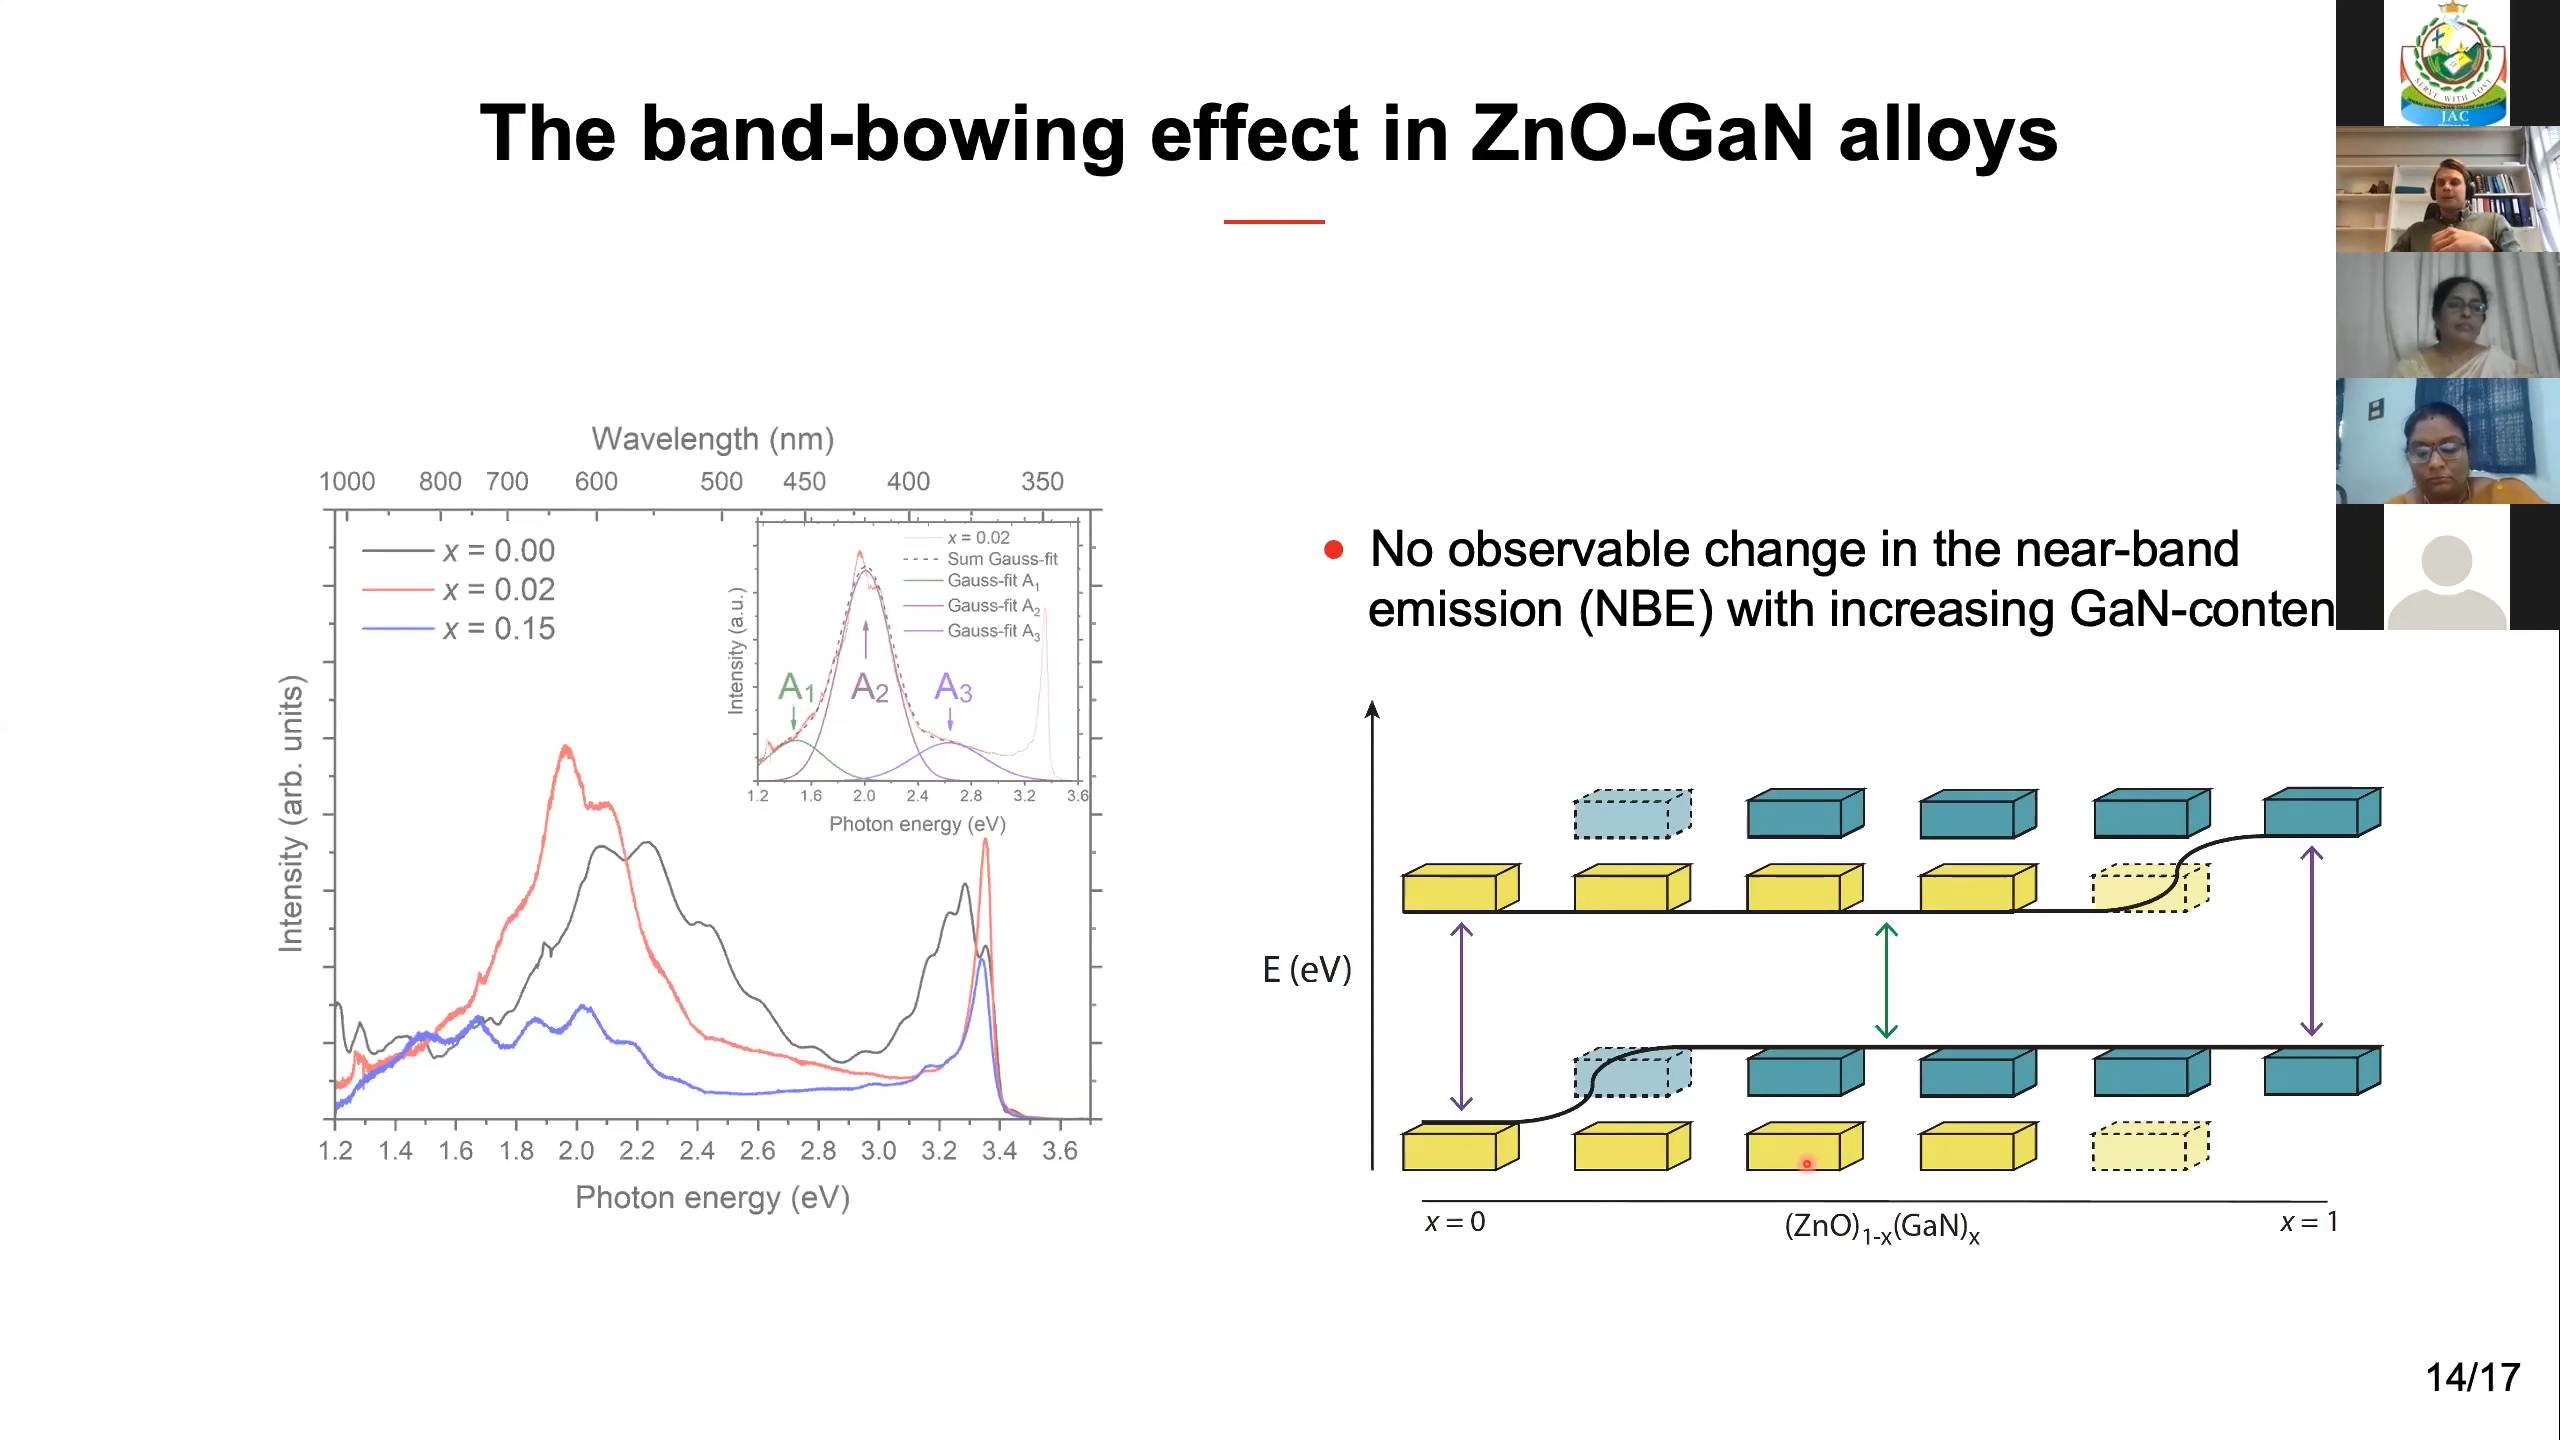 The band-bowing effect in ZnO-GaN alloys
Wavelength (nm)
1000 800 700 600 500 450 400 350
x = 0.00
x = 0.02
x = 0.15
Intensity (arb. units)
1.2 1.4 1.6 1.8 2.0 2.2 2.4 2.6 2.8 3.0 3.2 3.4 3.6
Photon energy (eV)
x = 0.02
Sum Gauss-fit
Gauss-fit A1
Gauss-fit A2
Gauss-fit A3
Intensity (a.u.)
A1 A2 A3
1.2 1.6 2.0 2.4 2.8 3.2 3.6
Photon energy (eV)
• No observable change in the near-band
emission (NBE) with increasing GaN-conten
E (eV)
x = 0 (ZnO)1-x(GaN)x x = 1
14/17
SERVE WITH LOVE
JAC